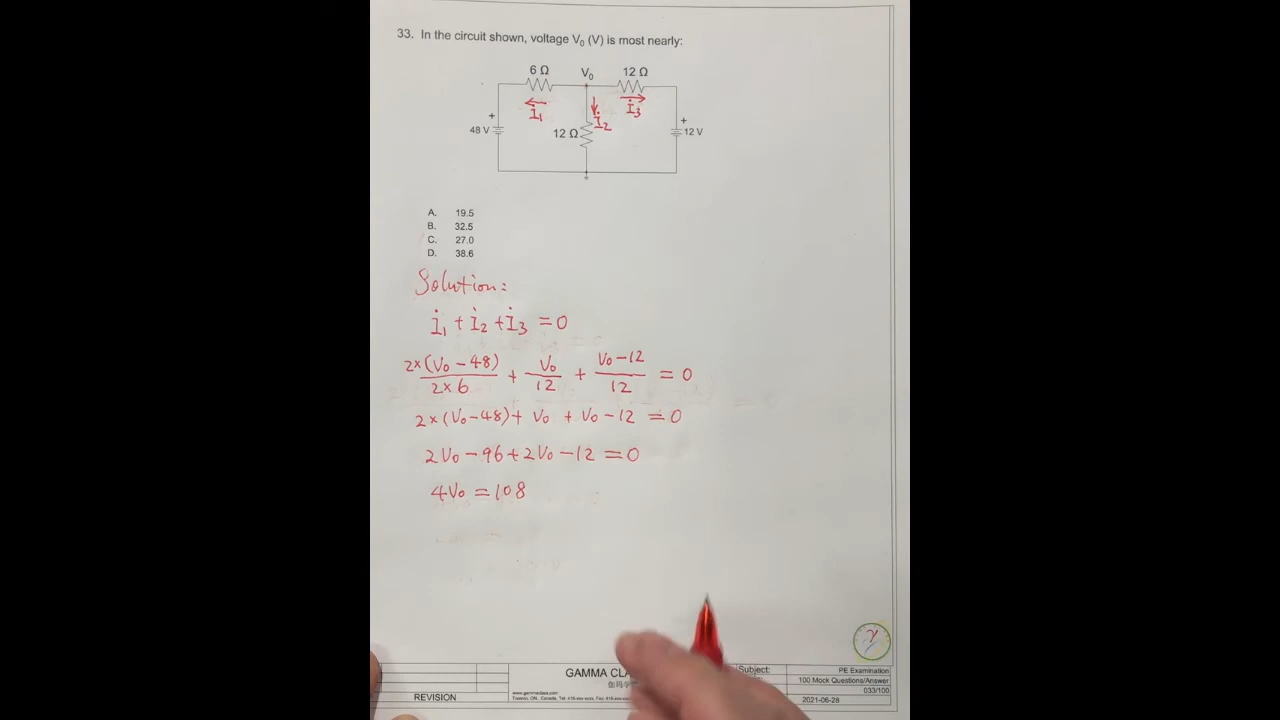 33. In the circuit shown, voltage V₀ (V) is most nearly:
6 Ω V₀ 12 Ω
i₁ i₂ i₃
+ +
48 V 12 Ω 12 V
A. 19.5
B. 32.5
C. 27.0
D. 38.6
Solution:
i₁ + i₂ + i₃ = 0
2×(V₀ − 48)/2×6 + V₀/12 + V₀−12/12 = 0
2×(V₀−48) + V₀ + V₀−12 = 0
2V₀ − 96 + 2V₀ − 12 = 0
4V₀ = 108
γ
REVISION
GAMMA CLA
www.gammaclass.com
Subject:
PE Examination
100 Mock Questions/Answer
033/100
2021-06-28